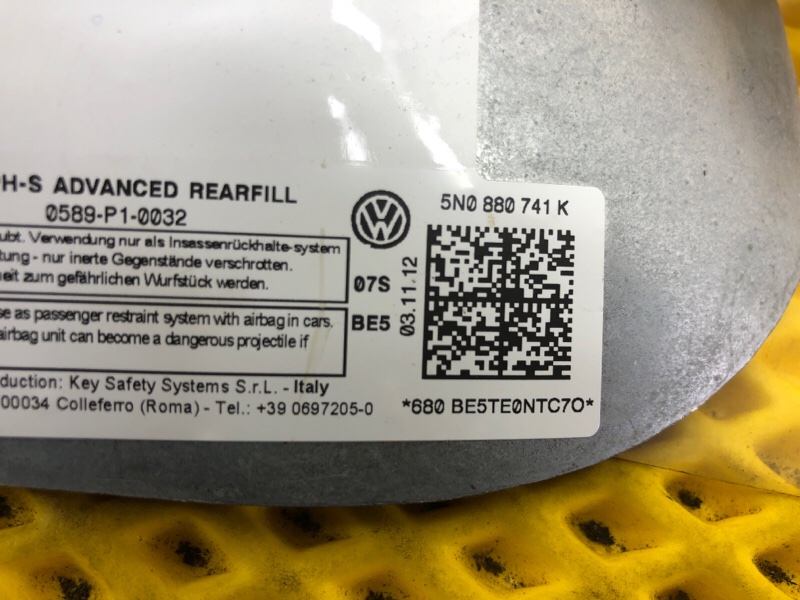 H-S ADVANCED REARFILL
0589-P1-0032
ubt. Verwendung nur als Insassenrückhalte-system
tung - nur inerte Gegenstände verschrotten.
heit zum gefährlichen Wurfstück werden.
se as passenger restraint system with airbag in cars.
airbag unit can become a dangerous projectile if
oduction: Key Safety Systems S.r.L. - Italy
00034 Colleferro (Roma) - Tel.: +39 0697205-0
VW
07S
BE5
03.11.12
5N0 880 741 K
*680 BE5TE0NTC7O*